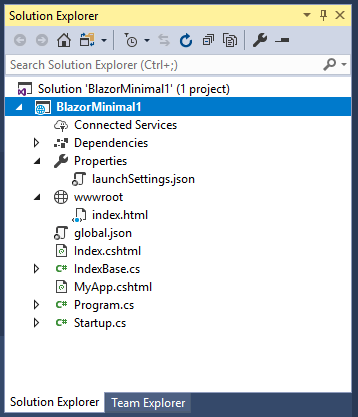 Solution Explorer
Search Solution Explorer (Ctrl+;)
Solution 'BlazorMinimal1' (1 project)
BlazorMinimal1
Connected Services
Dependencies
Properties
launchSettings.json
wwwroot
index.html
global.json
Index.cshtml
C# IndexBase.cs
MyApp.cshtml
C# Program.cs
C# Startup.cs
Solution Explorer Team Explorer